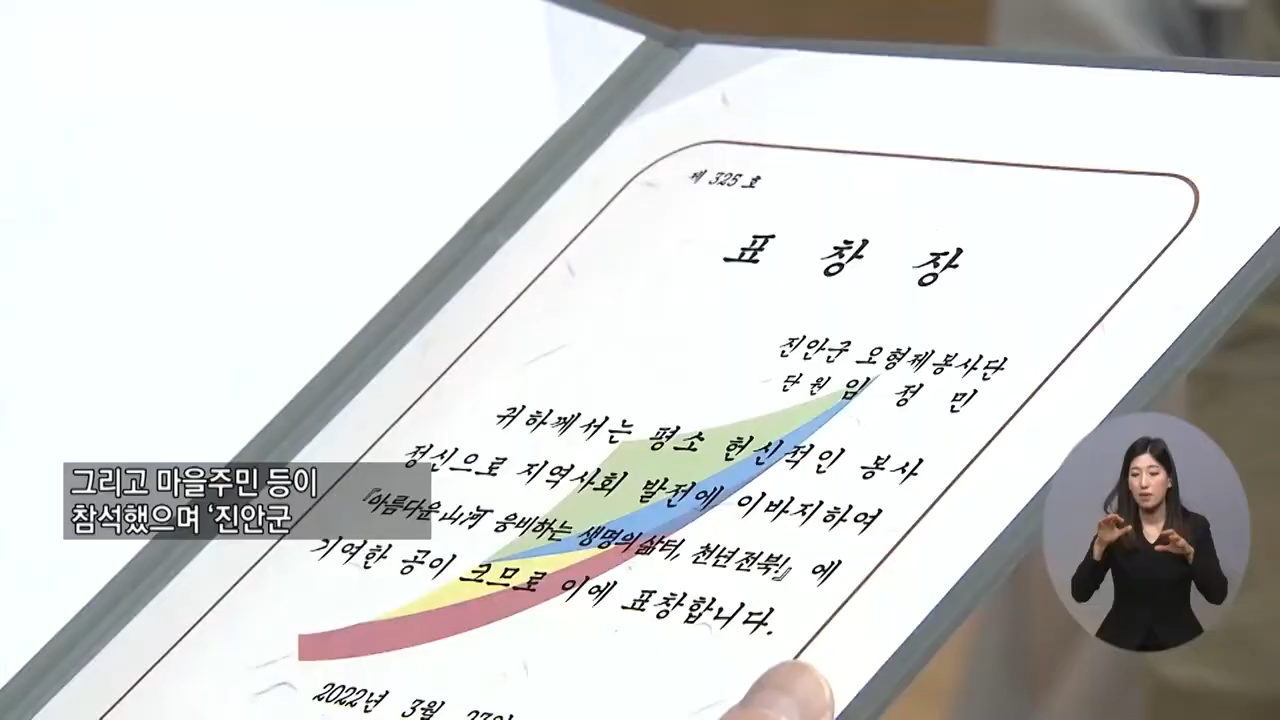 제 325 호
표 창 장
진안군 오형제봉사단
단 원 임 정 민
귀하께서는 평소 헌신적인 봉사
정신으로 지역사회 발전에 이바지하여
『아름다운 山河 웅비하는 생명의 삶터, 천년전북!』에
기여한 공이 크므로 이에 표창합니다.
2022년 3월
그리고 마을주민 등이
참석했으며 ‘진안군